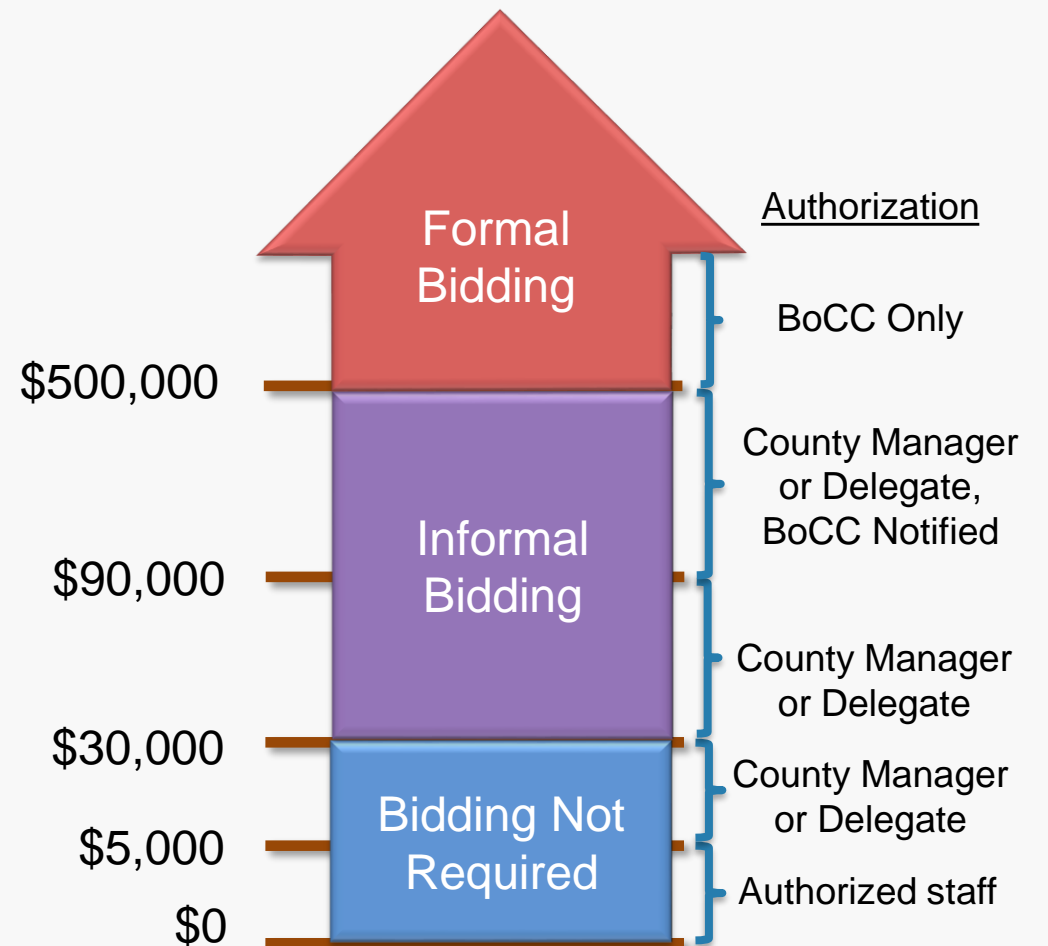 Authorization
Formal
Bidding
BoCC Only
$500,000
County Manager
or Delegate,
BoCC Notified
Informal
Bidding
$90,000
County Manager
or Delegate
$30,000
County Manager
or Delegate
Bidding Not
Required
$5,000
Authorized staff
$0